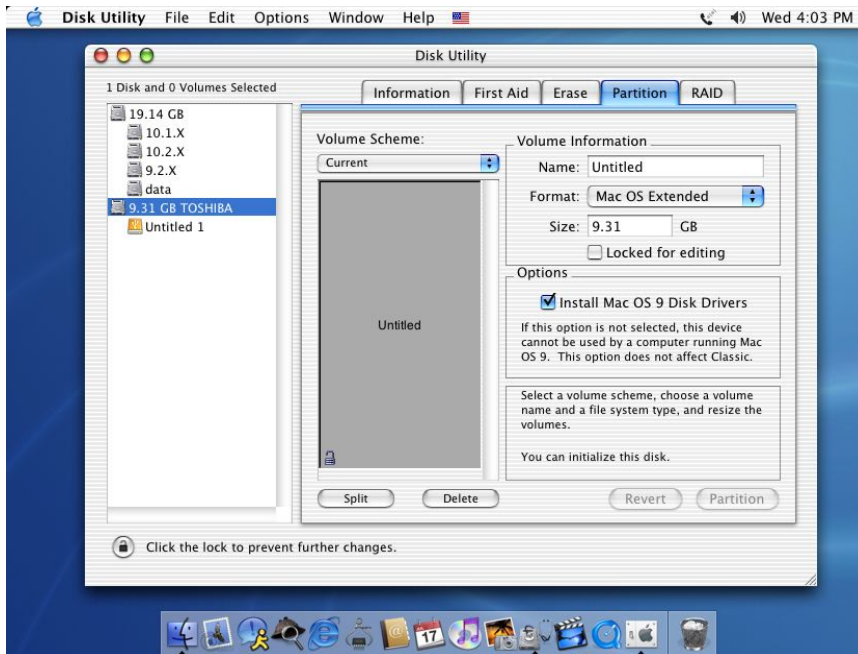 Disk Utility File Edit Options Window Help Wed 4:03 PM
Disk Utility
1 Disk and 0 Volumes Selected
Information First Aid Erase Partition RAID
19.14 GB
10.1.X
10.2.X
9.2.X
data
9.31 GB TOSHIBA
Untitled 1
Volume Scheme:
Current
Untitled
Split Delete
Volume Information
Name: Untitled
Format: Mac OS Extended
Size: 9.31 GB
Locked for editing
Options
Install Mac OS 9 Disk Drivers
If this option is not selected, this device
cannot be used by a computer running Mac
OS 9. This option does not affect Classic.
Select a volume scheme, choose a volume
name and a file system type, and resize the
volumes.
You can initialize this disk.
Revert Partition
Click the lock to prevent further changes.
17